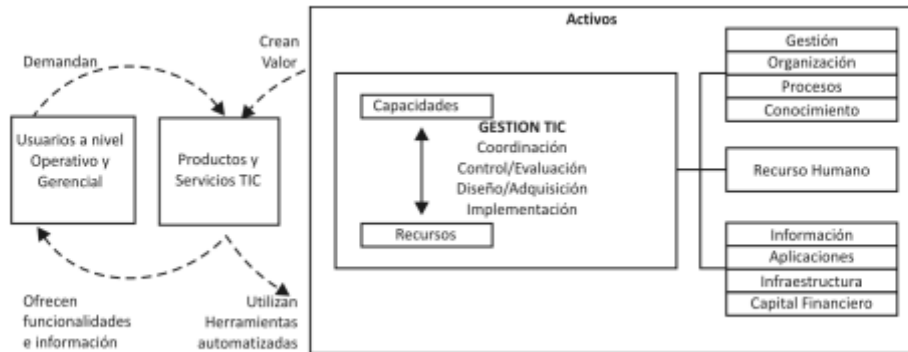 Activos
Demandan
Crean
Valor
Usuarios a nivel
Operativo y
Gerencial
Productos y
Servicios TIC
Ofrecen
funcionalidades
e información
Utilizan
Herramientas
automatizadas
Capacidades
GESTION TIC
Coordinación
Control/Evaluación
Diseño/Adquisición
Implementación
Recursos
Gestión
Organización
Procesos
Conocimiento
Recurso Humano
Información
Aplicaciones
Infraestructura
Capital Financiero